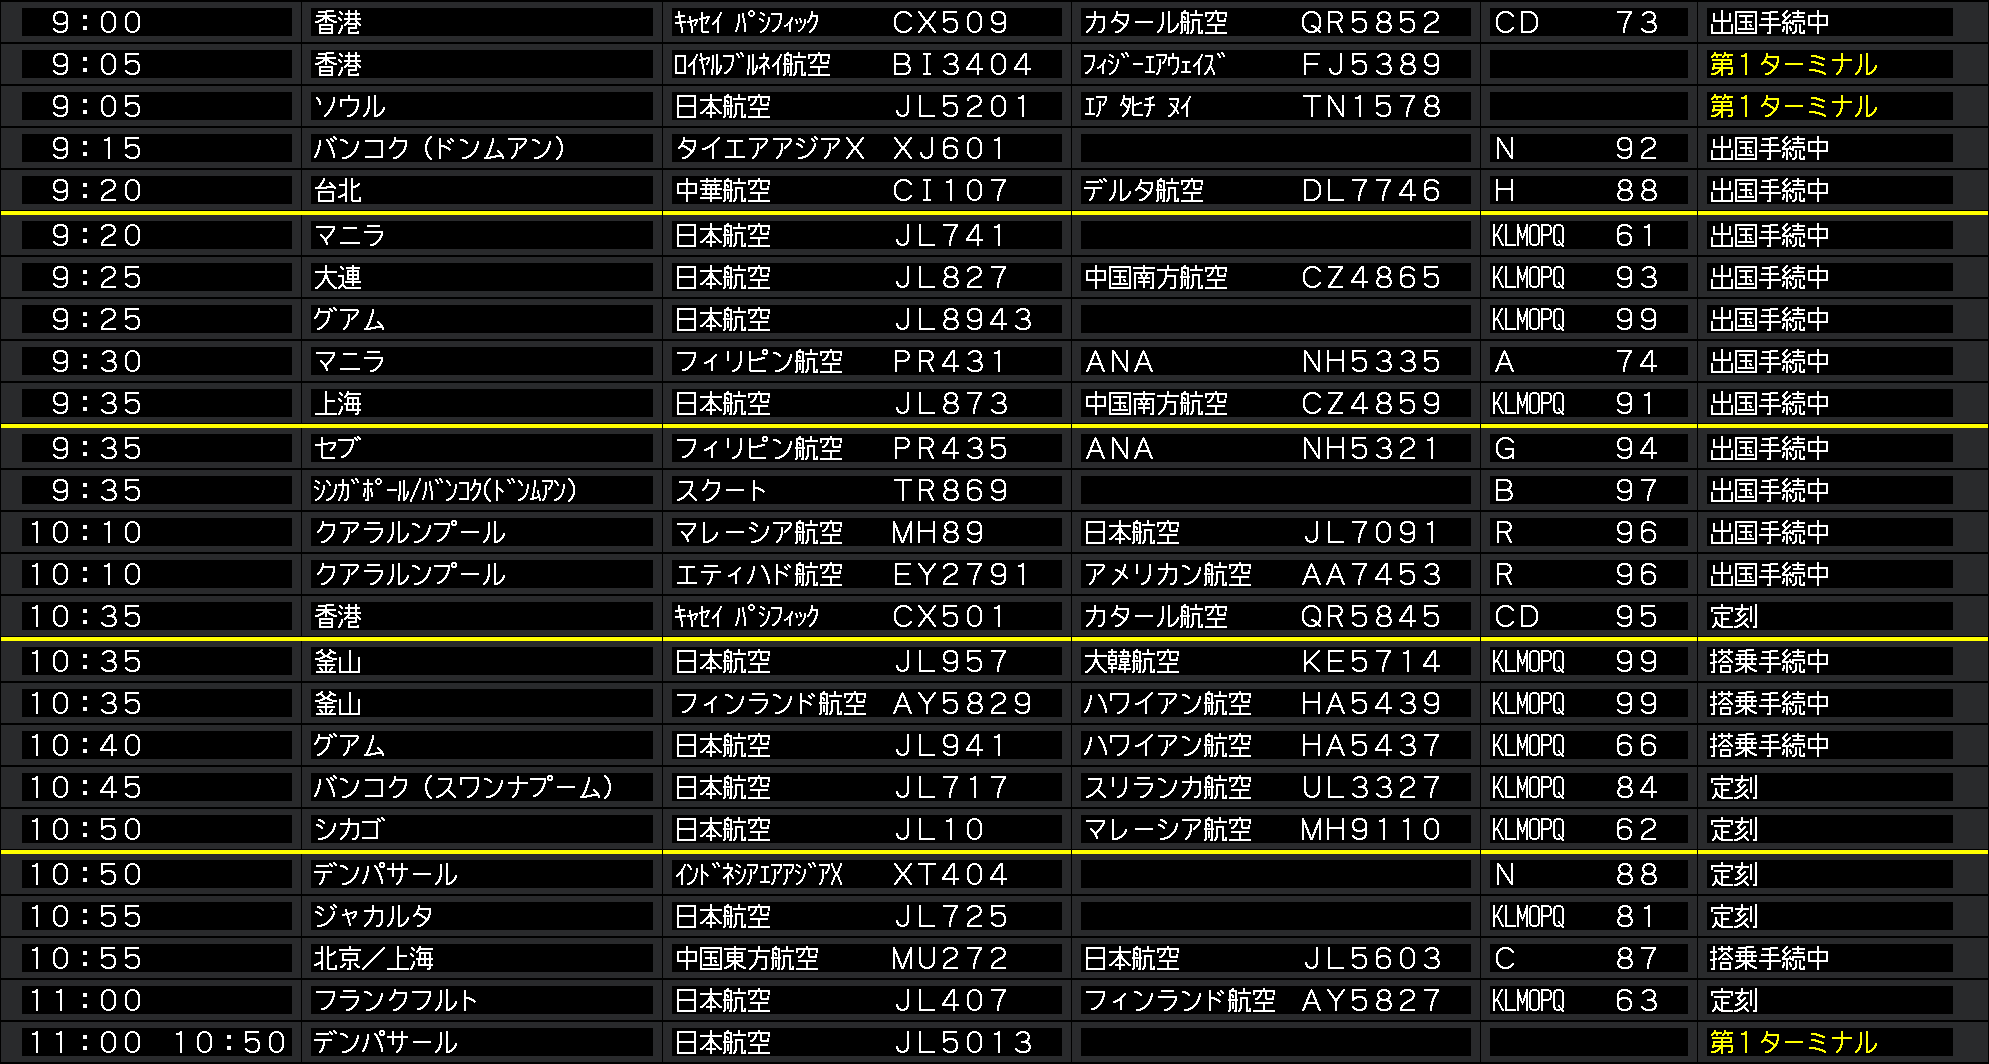 9：00 香港 ｷｬｾｲ ﾊﾟｼﾌｨｯｸ CX509 カタール航空 QR5852 CD 73 出国手続中
9：05 香港 ﾛｲﾔﾙﾌﾞﾙﾈｲ航空 BI3404 ﾌｨｼﾞｰｴｱｳｪｲｽﾞ FJ5389 第1ターミナル
9：05 ソウル 日本航空 JL5201 ｴｱ ﾀﾋﾁ ﾇｲ TN1578 第1ターミナル
9：15 バンコク（ドンムアン） タイエアアジアX XJ601 N 92 出国手続中
9：20 台北 中華航空 CI107 デルタ航空 DL7746 H 88 出国手続中
9：20 マニラ 日本航空 JL741 KLMOPQ 61 出国手続中
9：25 大連 日本航空 JL827 中国南方航空 CZ4865 KLMOPQ 93 出国手続中
9：25 グアム 日本航空 JL8943 KLMOPQ 99 出国手続中
9：30 マニラ フィリピン航空 PR431 ANA NH5335 A 74 出国手続中
9：35 上海 日本航空 JL873 中国南方航空 CZ4859 KLMOPQ 91 出国手続中
9：35 セブ フィリピン航空 PR435 ANA NH5321 G 94 出国手続中
9：35 ｼﾝｶﾞﾎﾟｰﾙ/ﾊﾞﾝｺｸ(ﾄﾞﾝﾑｱﾝ) スクート TR869 B 97 出国手続中
10：10 クアラルンプール マレーシア航空 MH89 日本航空 JL7091 R 96 出国手続中
10：10 クアラルンプール エティハド航空 EY2791 アメリカン航空 AA7453 R 96 出国手続中
10：35 香港 ｷｬｾｲ ﾊﾟｼﾌｨｯｸ CX501 カタール航空 QR5845 CD 95 定刻
10：35 釜山 日本航空 JL957 大韓航空 KE5714 KLMOPQ 99 搭乗手続中
10：35 釜山 フィンランド航空 AY5829 ハワイアン航空 HA5439 KLMOPQ 99 搭乗手続中
10：40 グアム 日本航空 JL941 ハワイアン航空 HA5437 KLMOPQ 66 搭乗手続中
10：45 バンコク（スワンナプーム） 日本航空 JL717 スリランカ航空 UL3327 KLMOPQ 84 定刻
10：50 シカゴ 日本航空 JL10 マレーシア航空 MH9110 KLMOPQ 62 定刻
10：50 デンパサール ｲﾝﾄﾞﾈｼｱｴｱｱｼﾞｱX XT404 N 88 定刻
10：55 ジャカルタ 日本航空 JL725 KLMOPQ 81 定刻
10：55 北京／上海 中国東方航空 MU272 日本航空 JL5603 C 87 搭乗手続中
11：00 フランクフルト 日本航空 JL407 フィンランド航空 AY5827 KLMOPQ 63 定刻
11：00 10：50 デンパサール 日本航空 JL5013 第1ターミナル